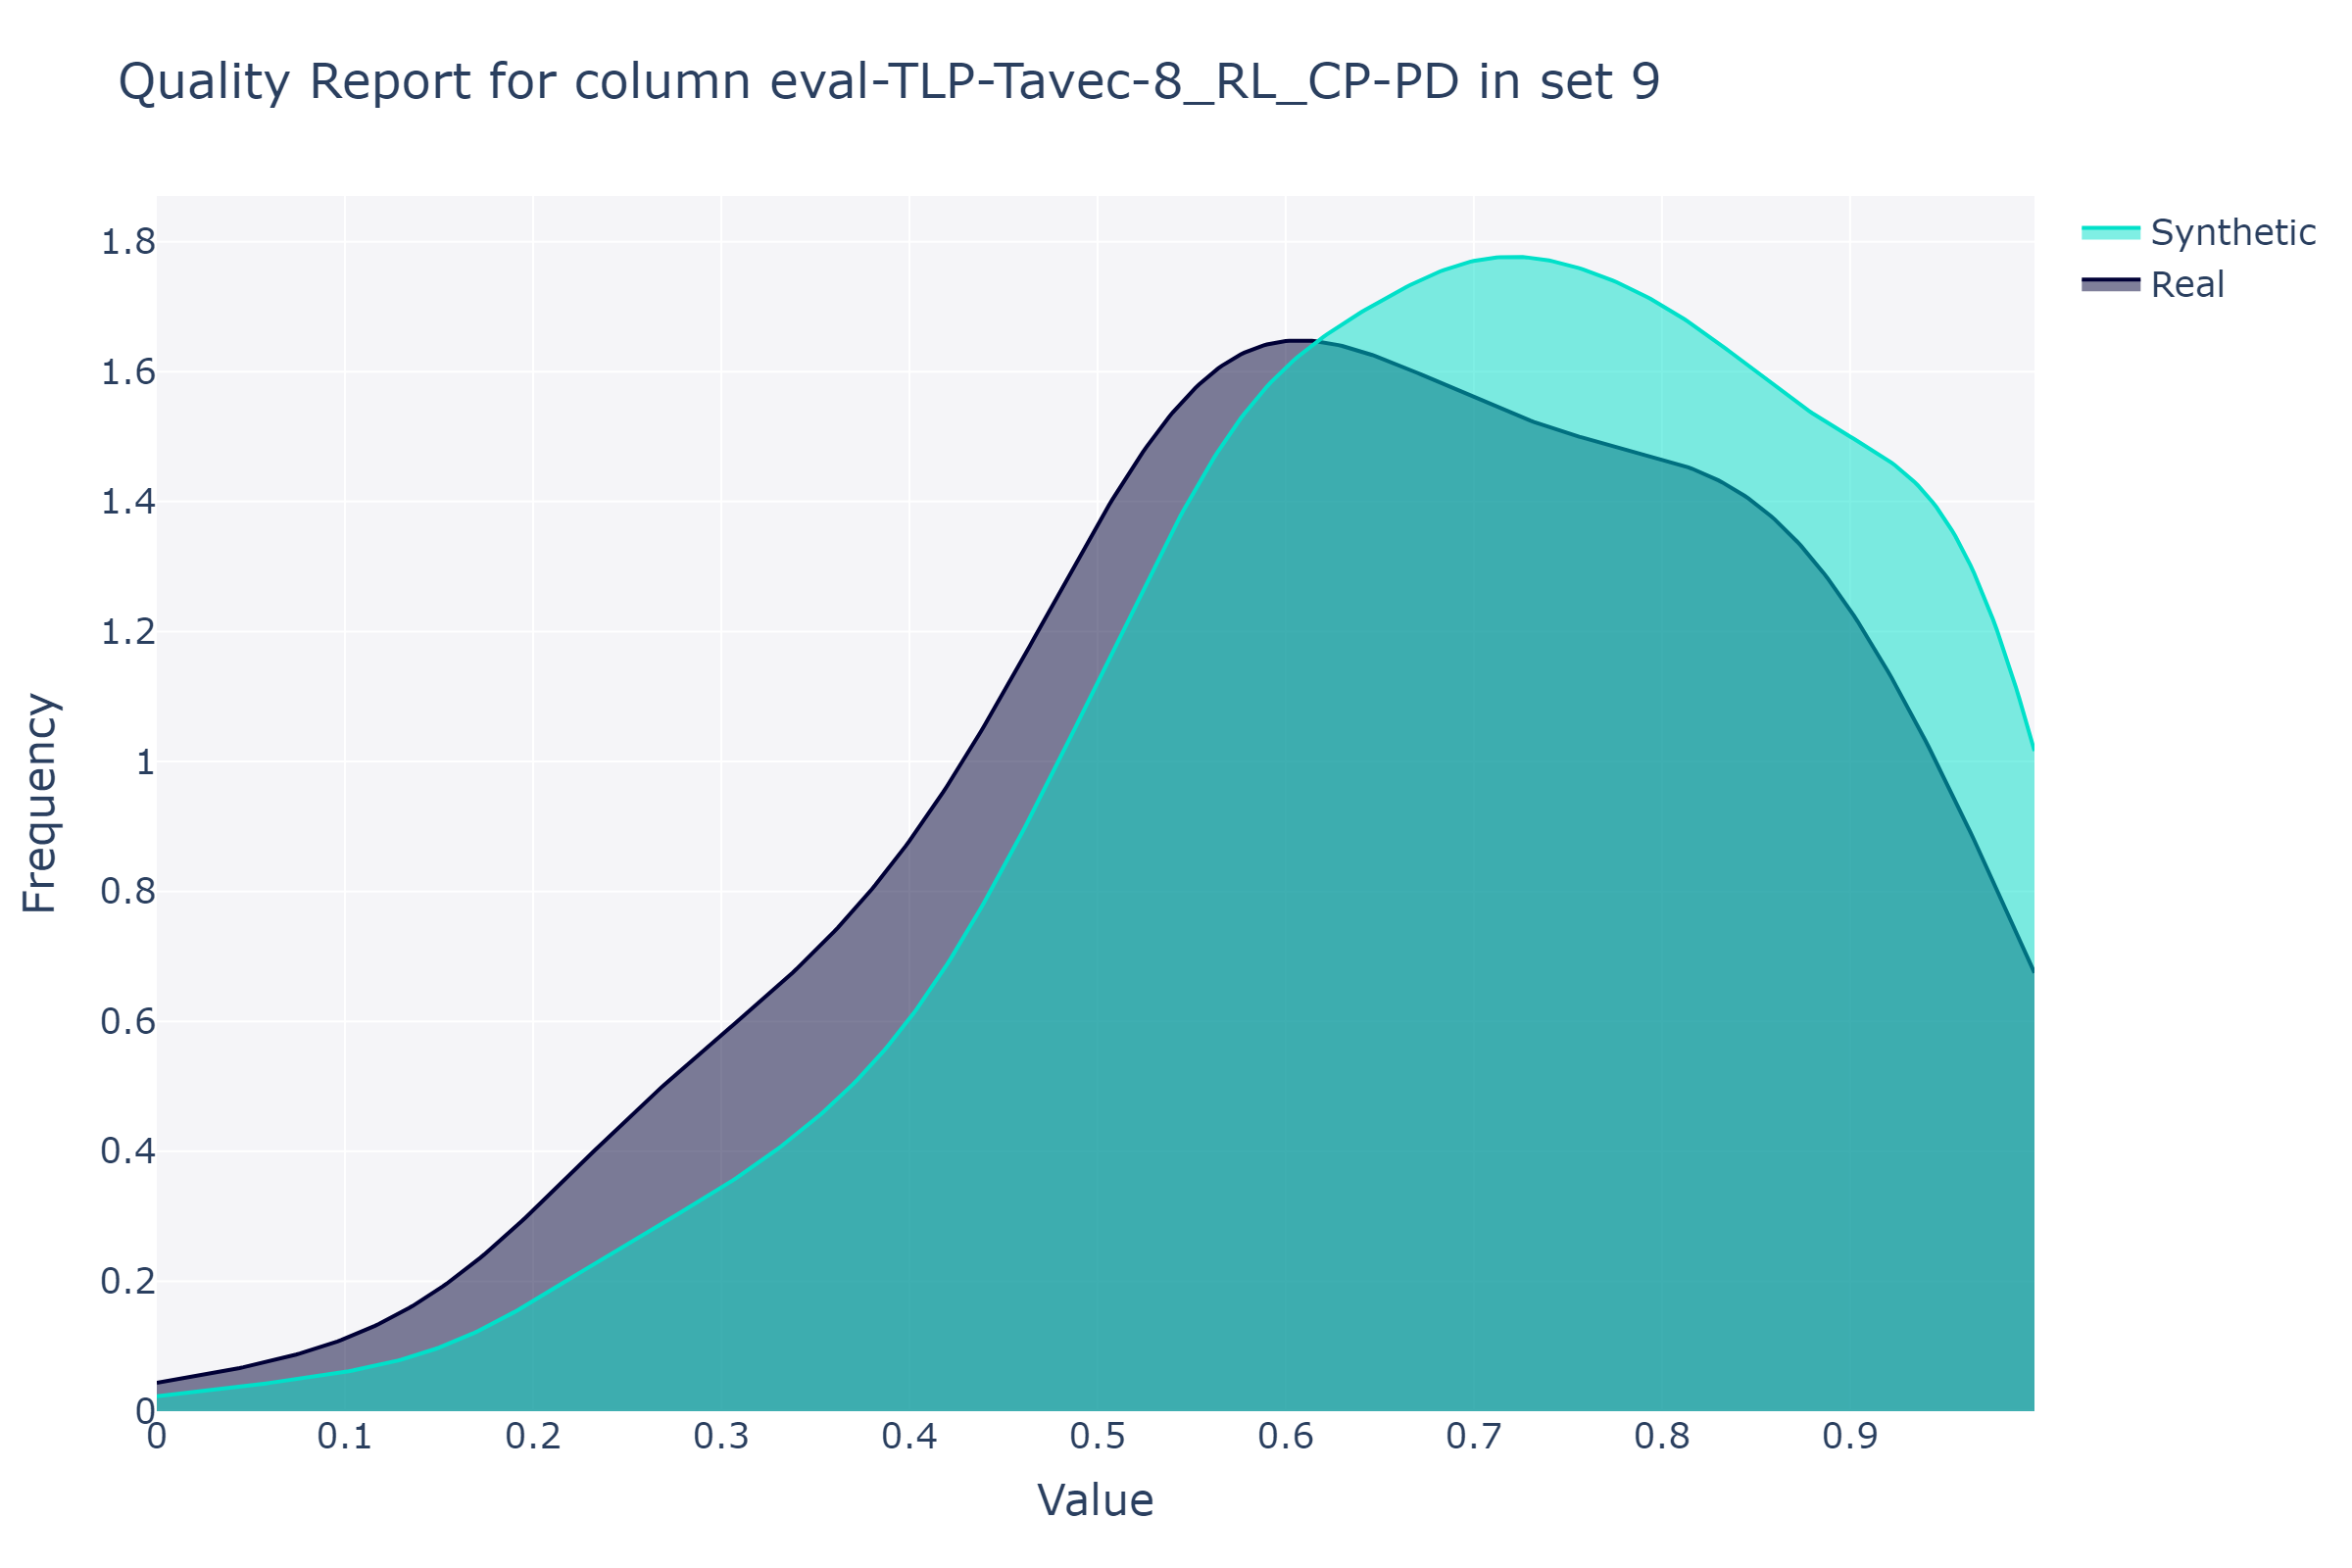 Quality Report for column eval-TLP-Tavec-8_RL_CP-PD in set 9
Synthetic
Real
1.8
1.6
1.4
1.2
1
0.8
0.6
0.4
0.2
0
Frequency
0 0.1 0.2 0.3 0.4 0.5 0.6 0.7 0.8 0.9
Value